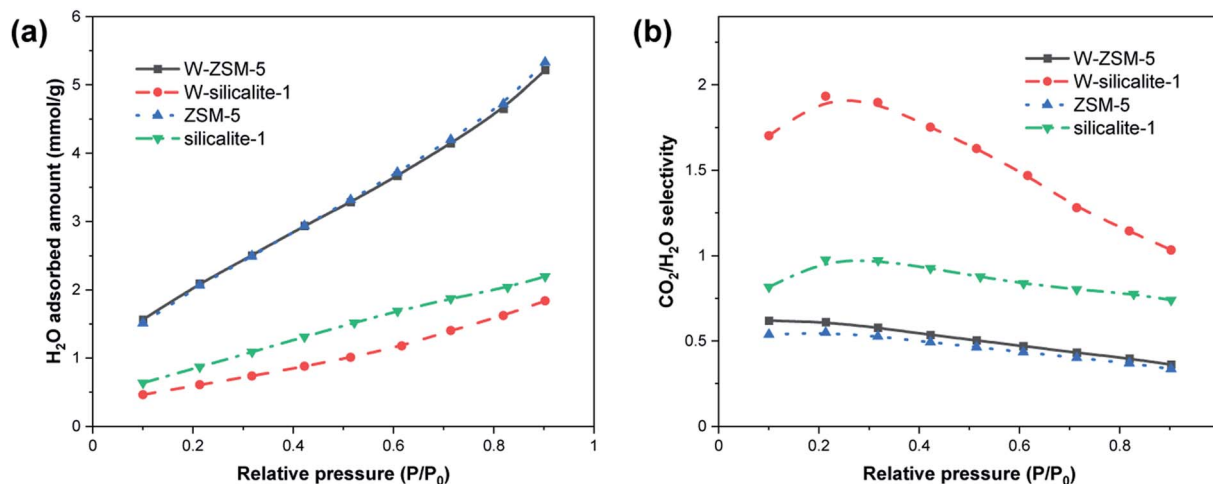 (a)
6
5
4
3
2
1
0
H₂O adsorbed amount (mmol/g)
W-ZSM-5
W-silicalite-1
ZSM-5
silicalite-1
0 0.2 0.4 0.6 0.8 1
Relative pressure (P/P₀)
(b)
2
1.5
1
0.5
0
CO₂/H₂O selectivity
W-ZSM-5
W-silicalite-1
ZSM-5
silicalite-1
0 0.2 0.4 0.6 0.8
Relative pressure (P/P₀)